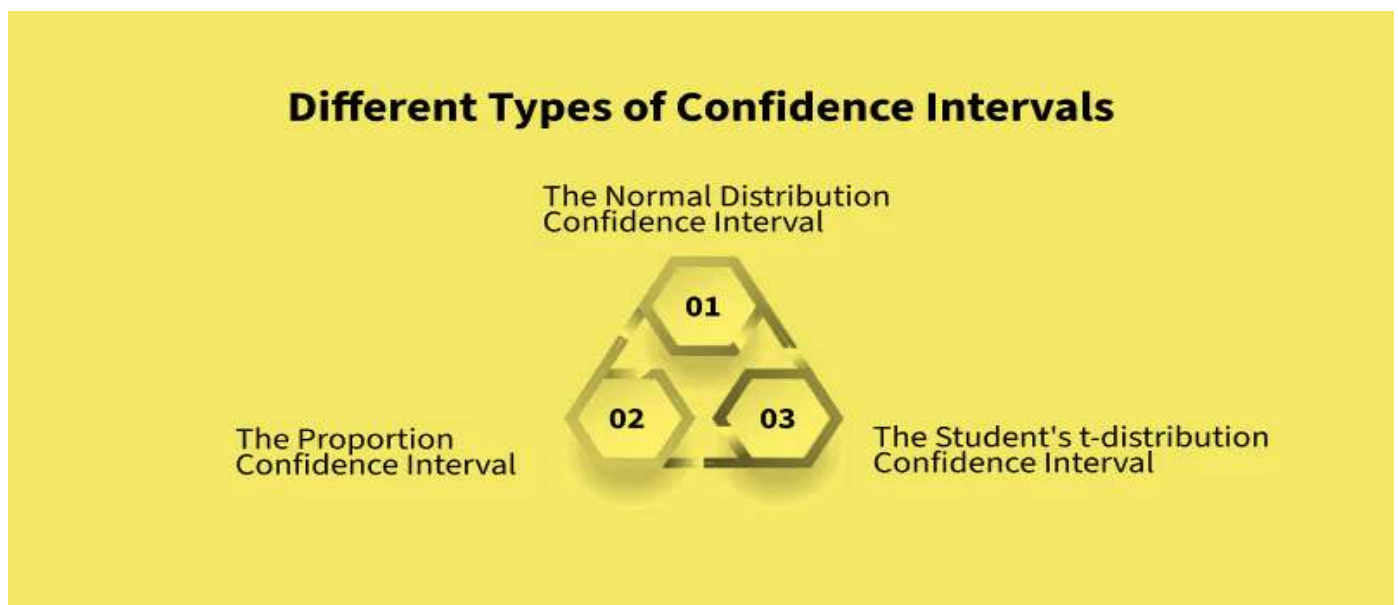 Different Types of Confidence Intervals
The Normal Distribution
Confidence Interval
01
02
The Proportion
Confidence Interval
03
The Student's t-distribution
Confidence Interval